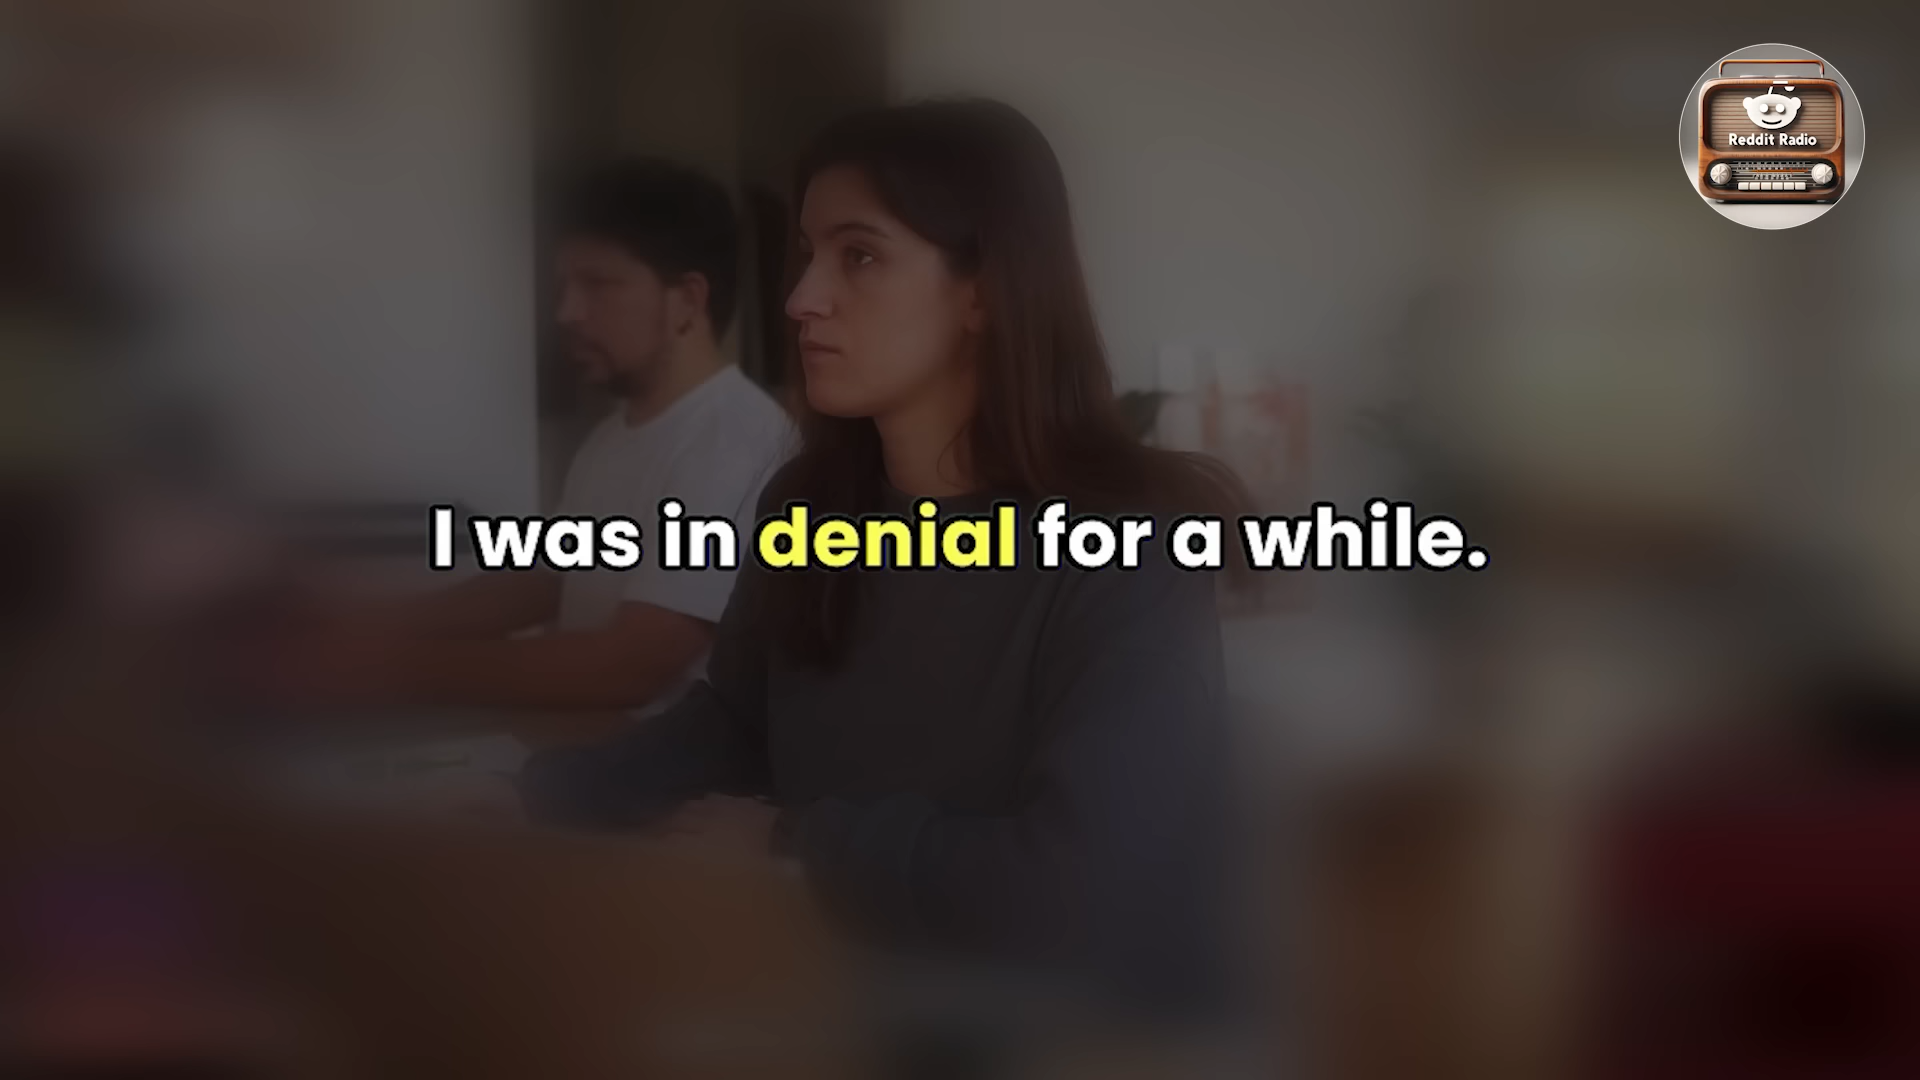 Reddit Radio
I was in denial for a while.